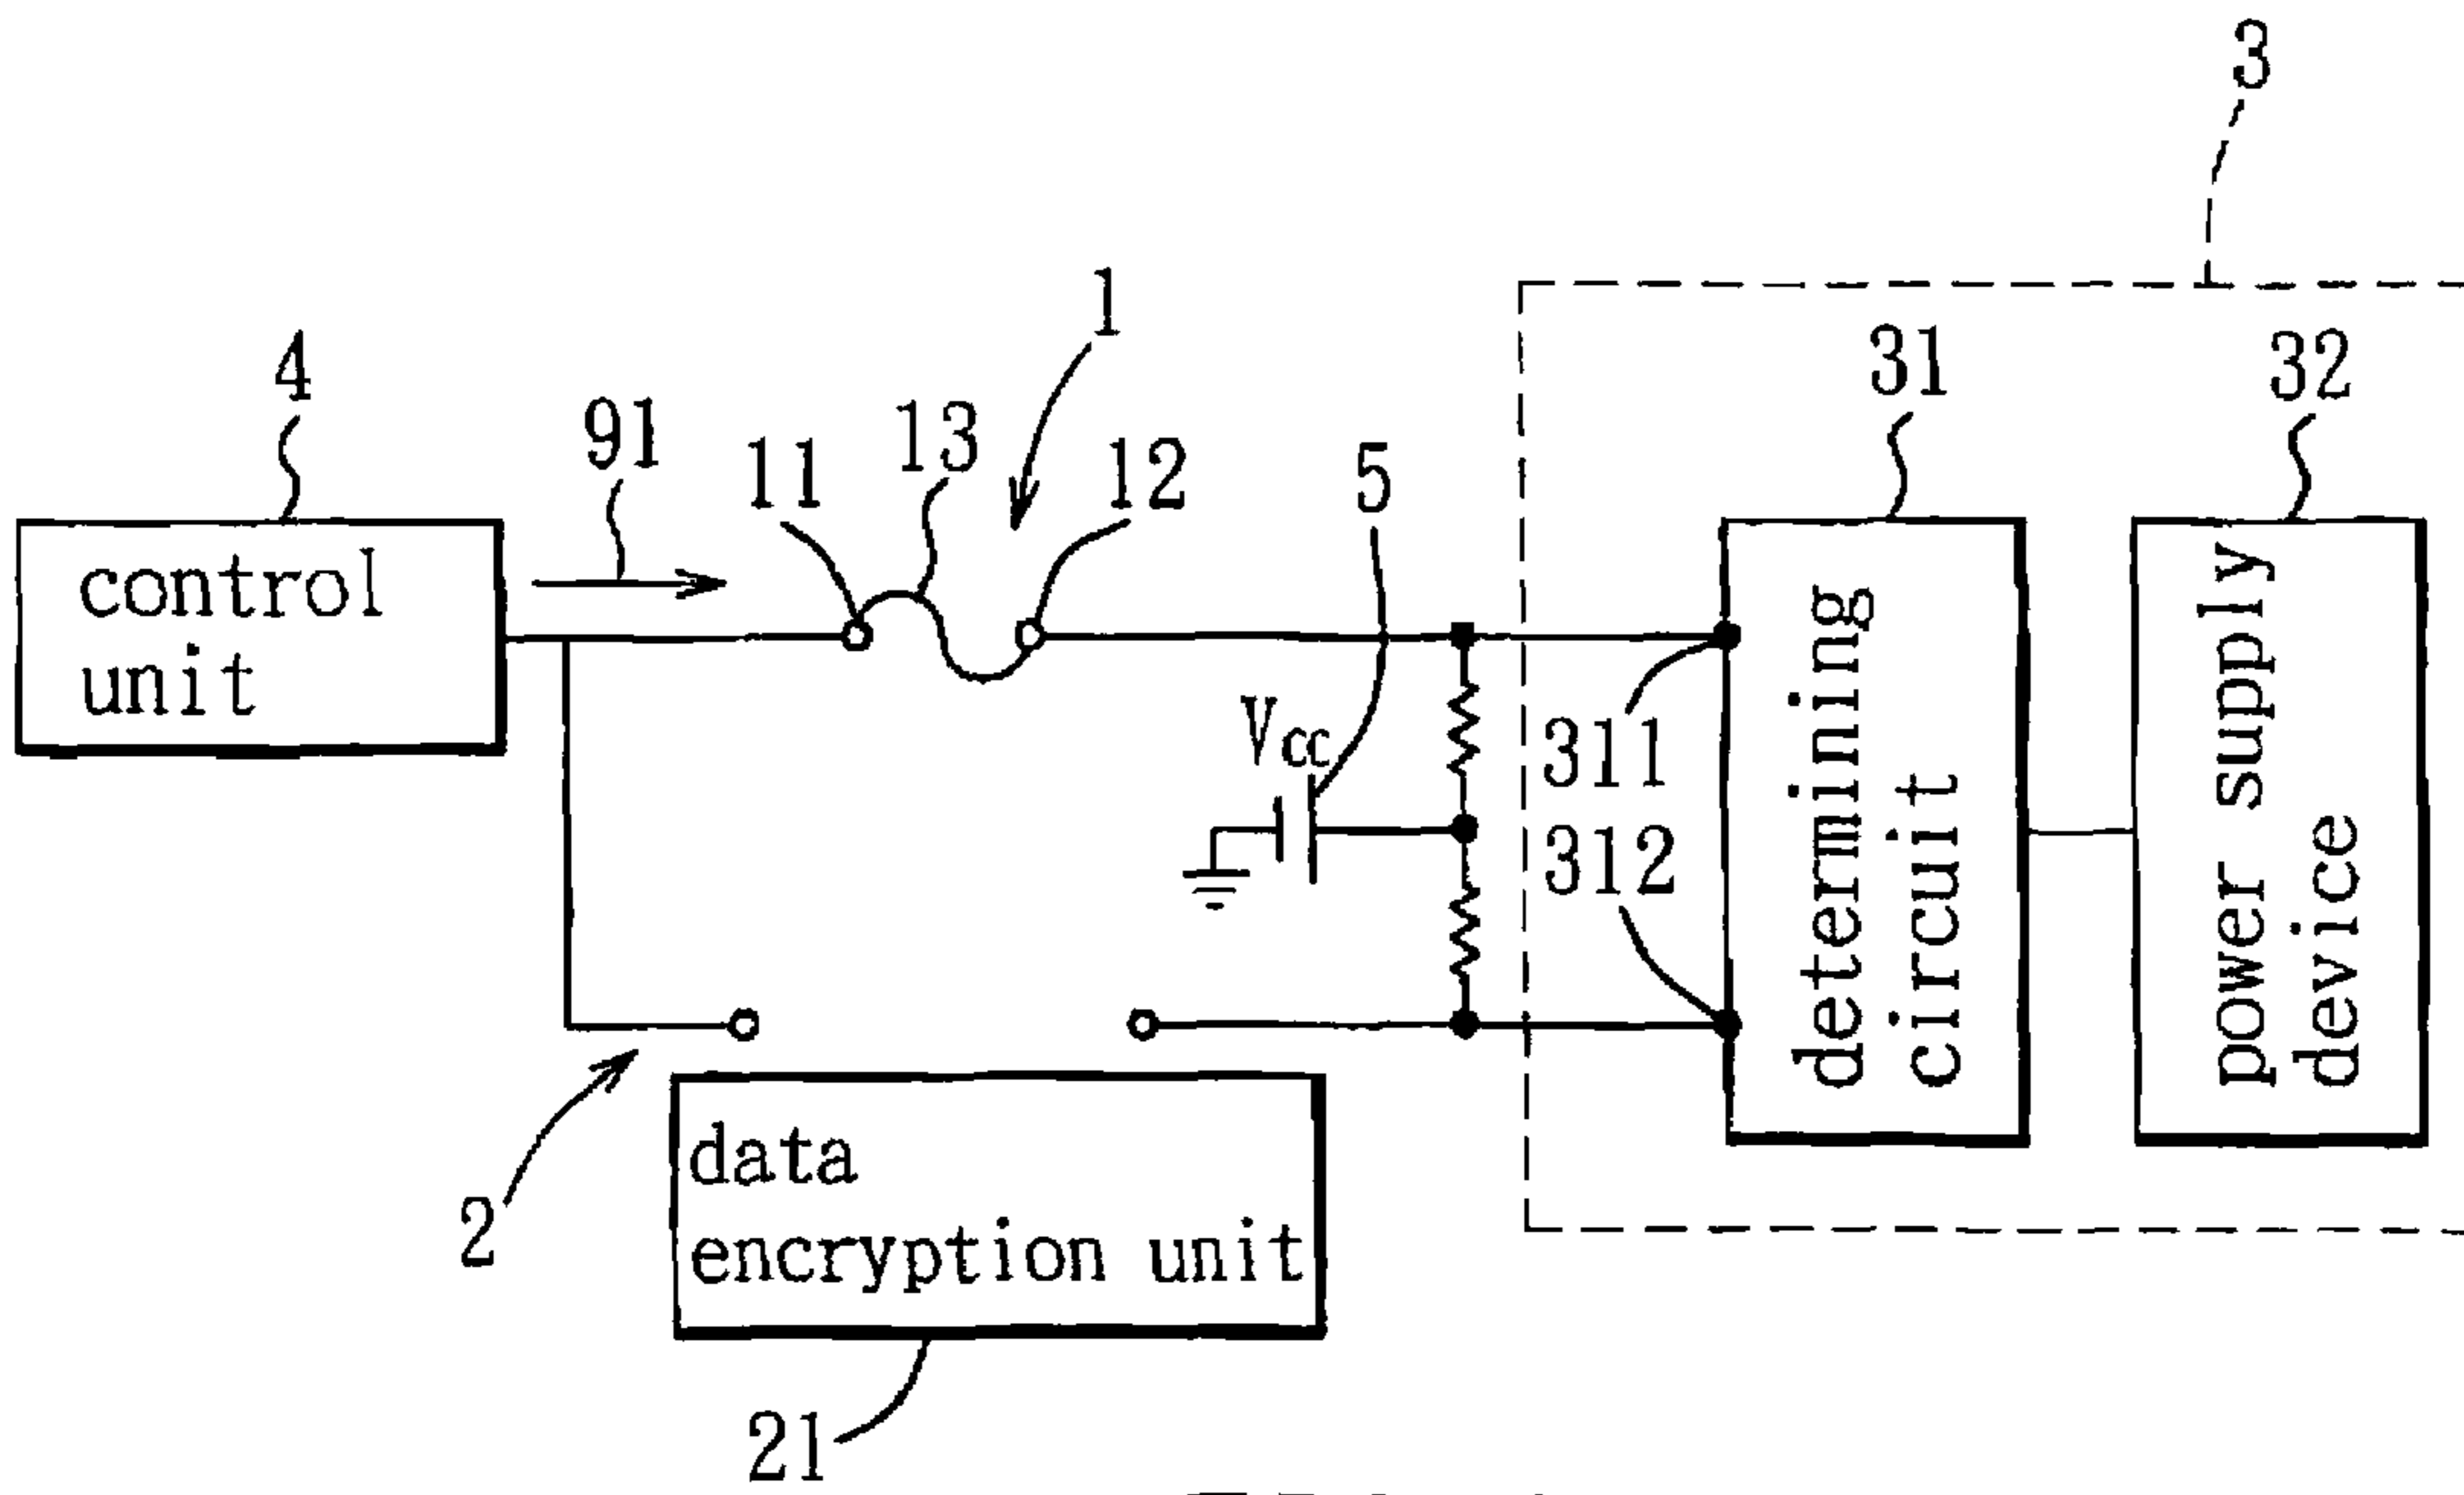 3
1
4
31
32
91
13
11
12
5
control
unit
Vcc
311
312
determining
circuit
power supply
device
data
encryption unit
2
21